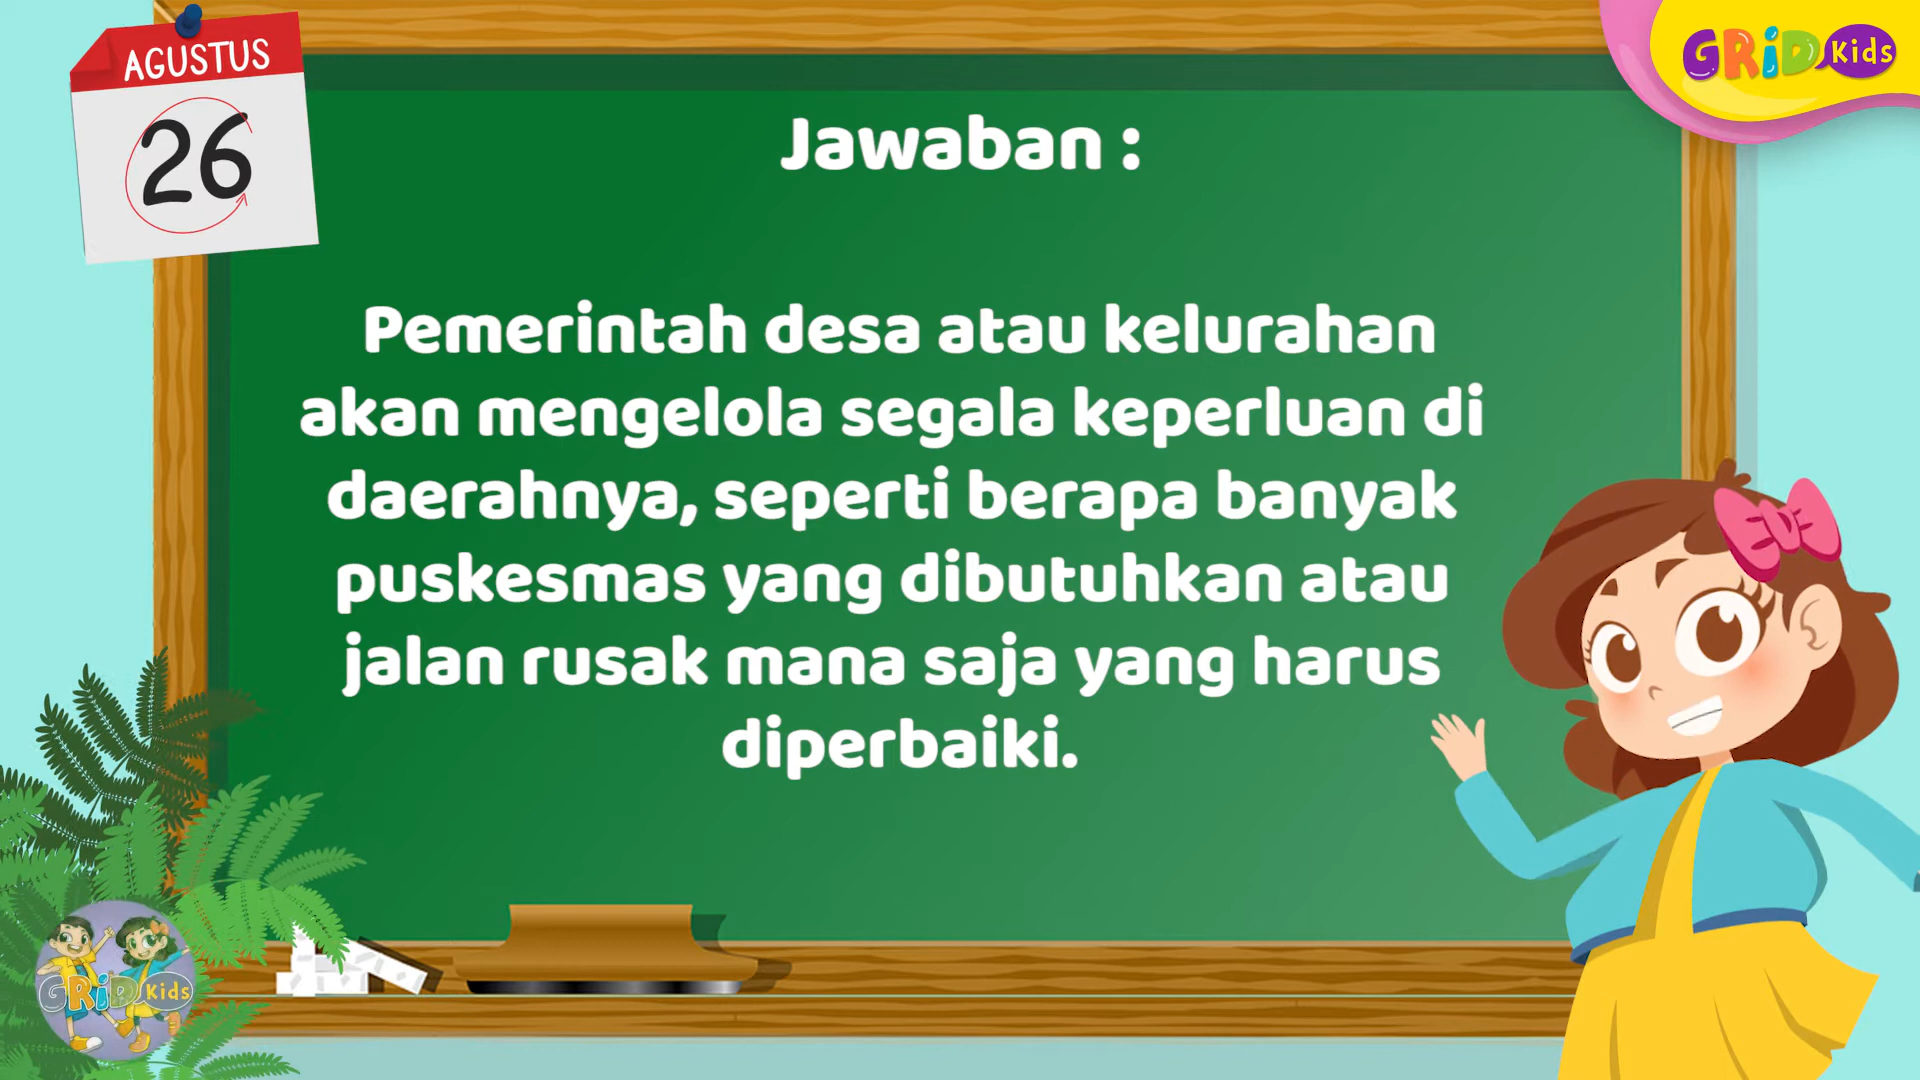 AGUSTUS
26
GRiD Kids
Jawaban :
Pemerintah desa atau kelurahan
akan mengelola segala keperluan di
daerahnya, seperti berapa banyak
puskesmas yang dibutuhkan atau
jalan rusak mana saja yang harus
diperbaiki.
GRiD Kids